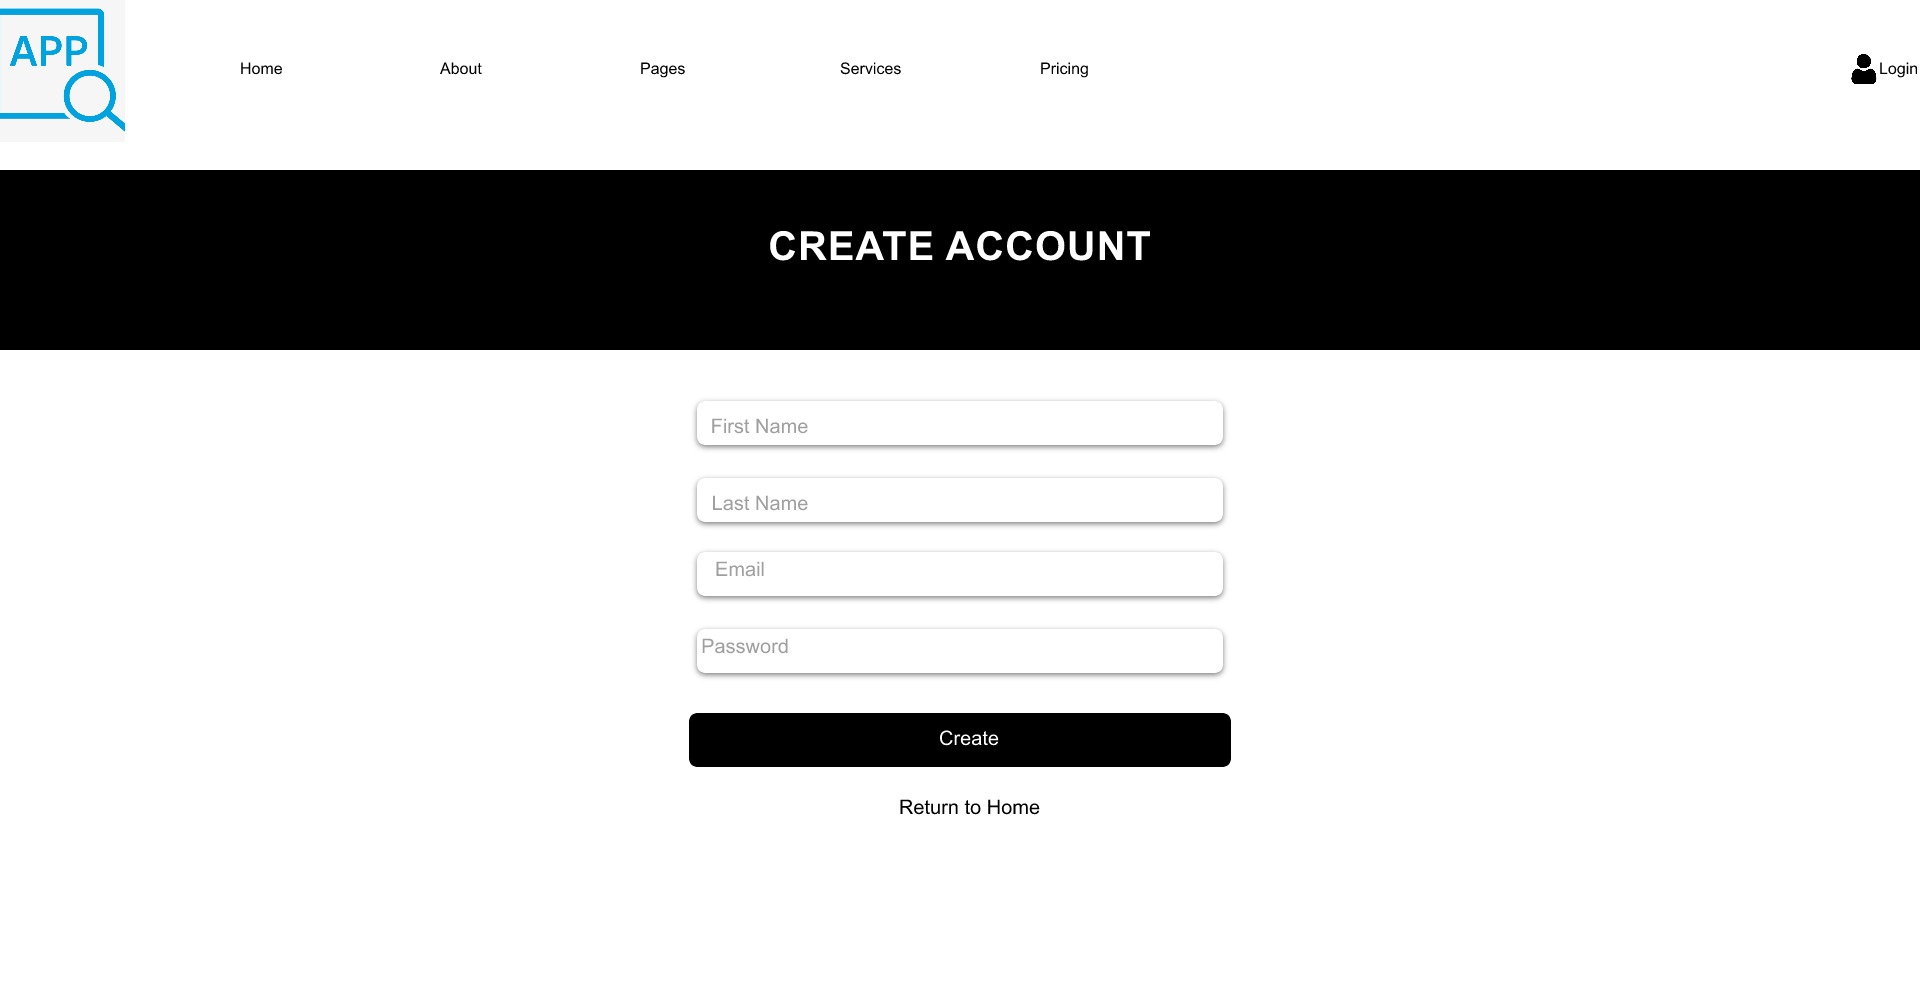 APP
Home
About
Pages
Services
Pricing
Login
CREATE ACCOUNT
First Name
Last Name
Email
Password
Create
Return to Home